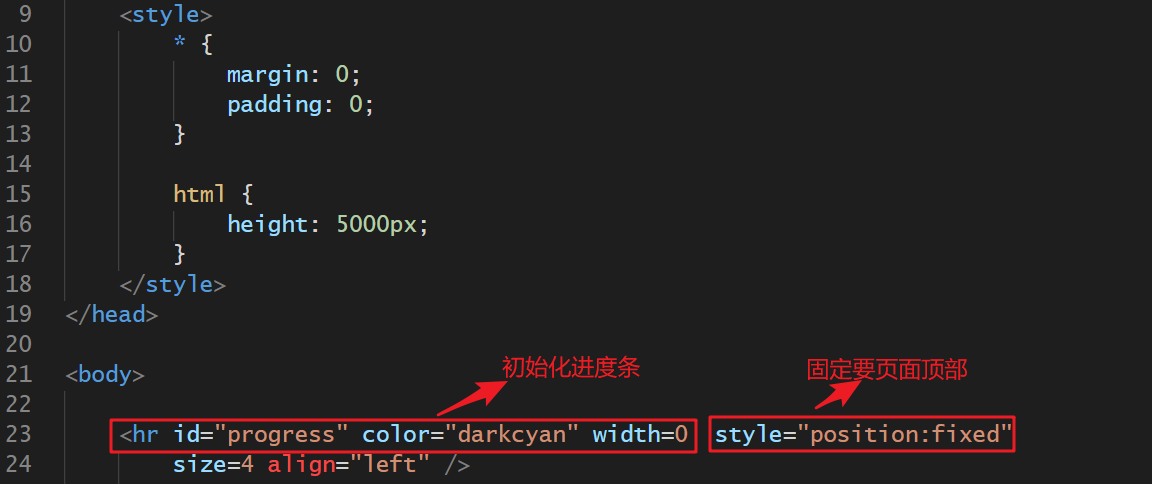 9 <style>
10 * {
11 margin: 0;
12 padding: 0;
13 }
14
15 html {
16 height: 5000px;
17 }
18 </style>
19 </head>
20
初始化进度条 固定要页面顶部
21 <body>
22
23 <hr id="progress" color="darkcyan" width=0 style="position:fixed"
24 size=4 align="left" />